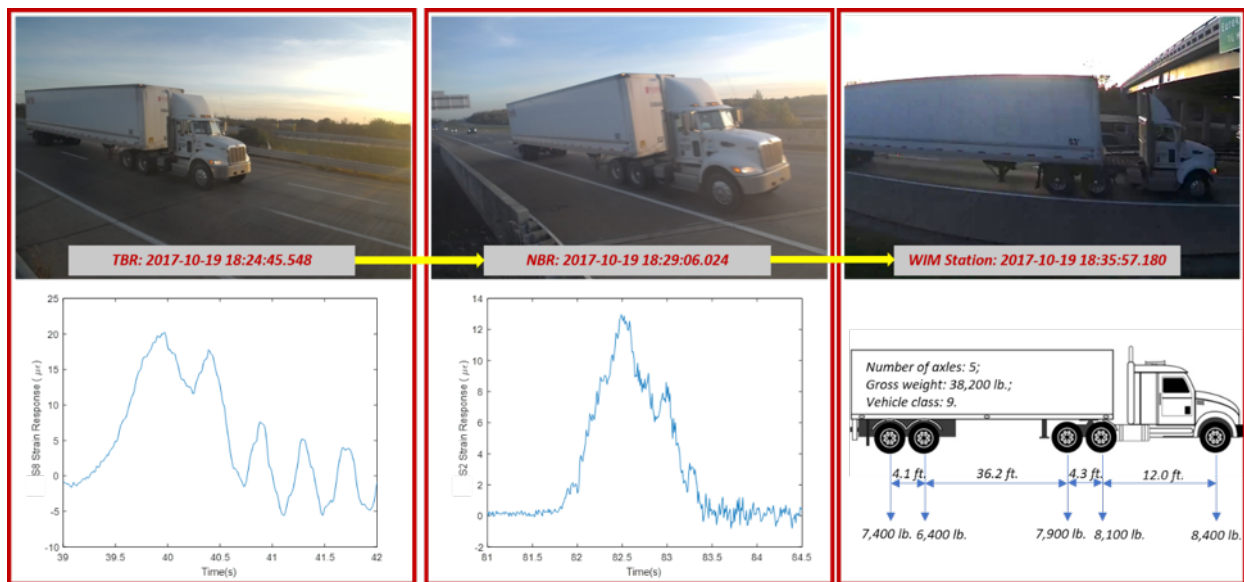 TBR: 2017-10-19 18:24:45.548
NBR: 2017-10-19 18:29:06.024
WIM Station: 2017-10-19 18:35:57.180
25
20
15
10
5
0
-5
-10
S8 Strain Response ( με)
39 39.5 40 40.5 41 41.5 42
Time(s)
14
12
10
8
6
4
2
0
-2
S2 Strain Response ( με)
81 81.5 82 82.5 83 83.5 84 84.5
Time(s)
Number of axles: 5;
Gross weight: 38,200 lb.;
Vehicle class: 9.
4.1 ft. 36.2 ft. 4.3 ft. 12.0 ft.
7,400 lb. 6,400 lb. 7,900 lb. 8,100 lb. 8,400 lb.